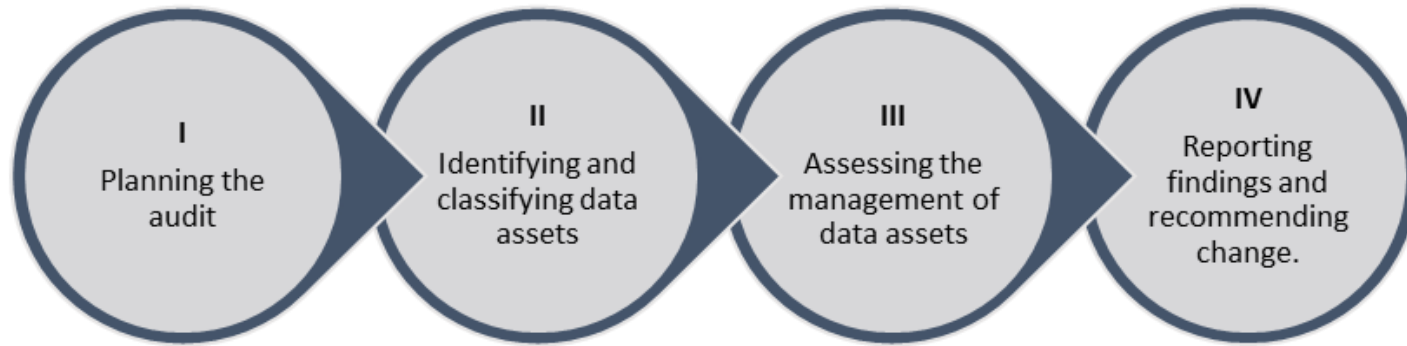 I
Planning the
audit
II
Identifying and
classifying data
assets
III
Assessing the
management of
data assets
IV
Reporting
findings and
recommending
change.